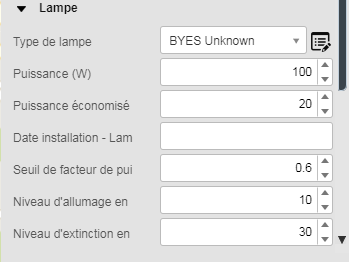 Lampe
Type de lampe BYES Unknown
Puissance (W) 100
Puissance économisé 20
Date installation - Lam
Seuil de facteur de pui 0.6
Niveau d'allumage en 10
Niveau d'extinction en 30